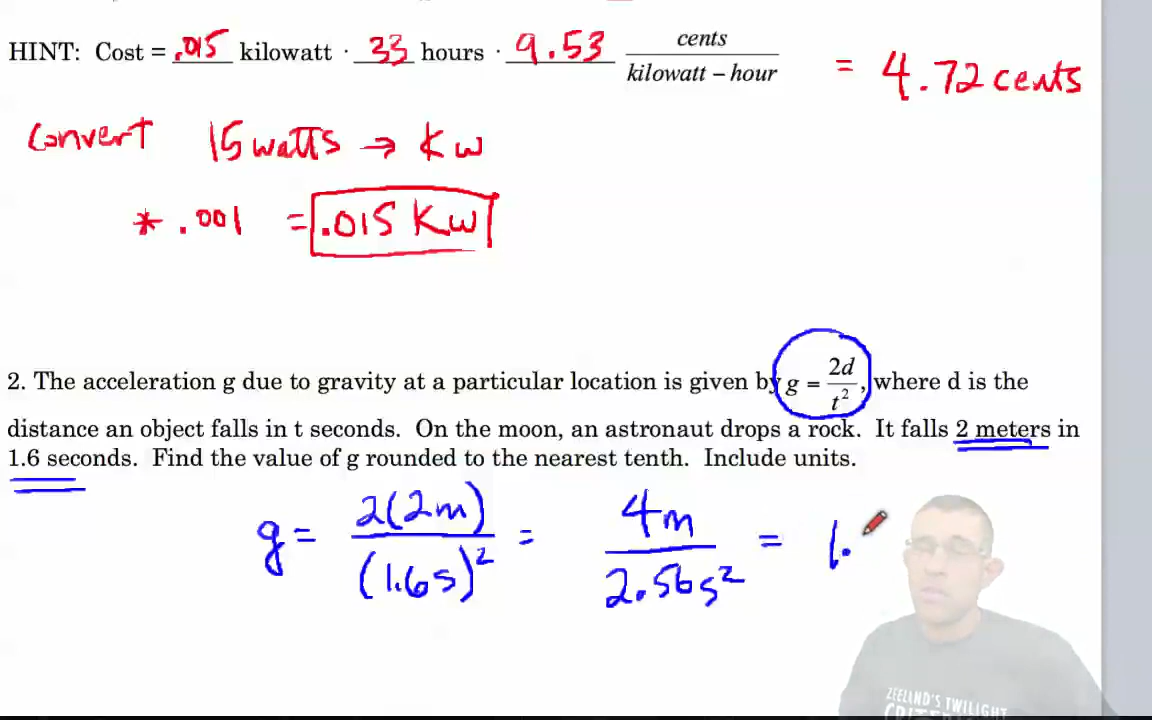 HINT: Cost = .015 kilowatt · 33 hours · 9.53 cents / kilowatt – hour = 4.72 cents
Convert 15 watts → Kw
* .001 = .015 Kw
2. The acceleration g due to gravity at a particular location is given by g = 2d / t², where d is the
distance an object falls in t seconds. On the moon, an astronaut drops a rock. It falls 2 meters in
1.6 seconds. Find the value of g rounded to the nearest tenth. Include units.
g = 2(2m) / (1.6s)² = 4m / 2.56s² = 1.
ZEELAND'S TWILIGHT